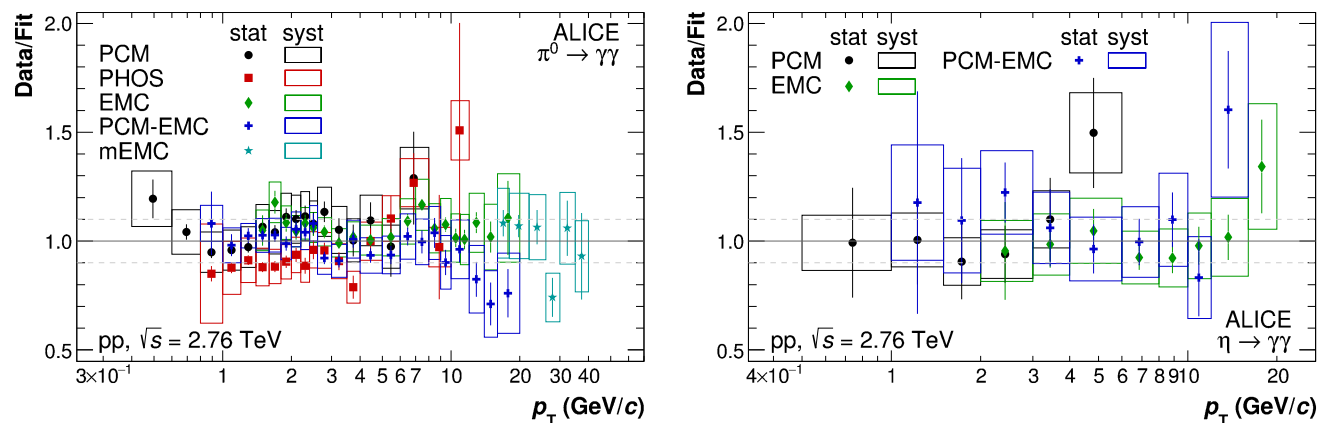 Data/Fit
2.0
1.5
1.0
0.5
stat syst
PCM
PHOS
EMC
PCM-EMC
mEMC
ALICE
π⁰ → γγ
pp, √s = 2.76 TeV
3×10⁻¹ 1 2 3 4 5 6 7 10 20 30 40
p_T (GeV/c)
Data/Fit
2.0
1.5
1.0
0.5
stat syst
PCM
EMC
stat syst
PCM-EMC
pp, √s = 2.76 TeV
ALICE
η → γγ
4×10⁻¹ 1 2 3 4 5 6 7 8 9 10 20
p_T (GeV/c)